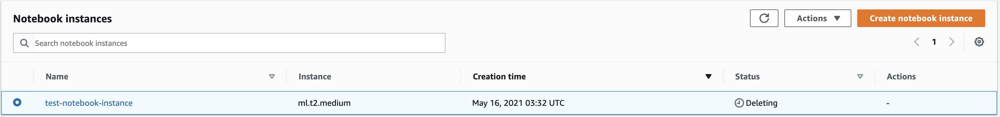 Notebook instances
Actions
Create notebook instance
Search notebook instances
1
Name Instance Creation time Status Actions
test-notebook-instance ml.t2.medium May 16, 2021 03:32 UTC Deleting -